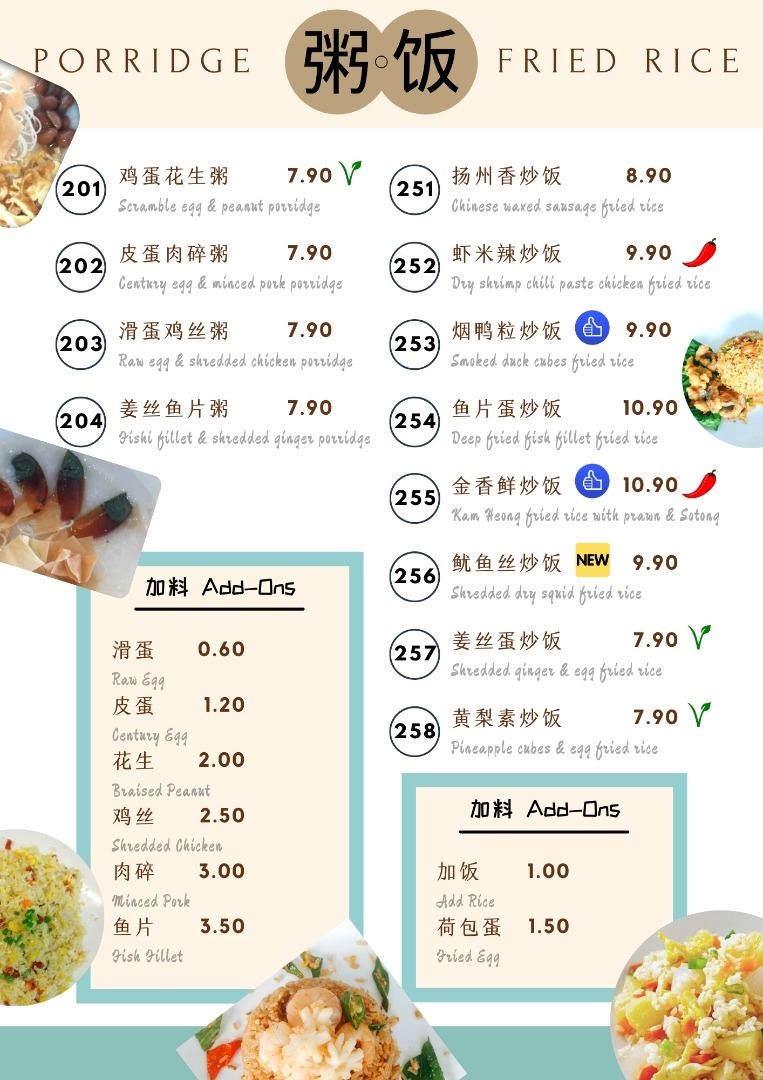 PORRIDGE 粥·饭 FRIED RICE
201 鸡蛋花生粥 7.90
Scramble egg & peanut porridge
202 皮蛋肉碎粥 7.90
Century egg & minced pork porridge
203 滑蛋鸡丝粥 7.90
Raw egg & shredded chicken porridge
204 姜丝鱼片粥 7.90
Fishi fillet & shredded ginger porridge
加料 Add-Ons
滑蛋 0.60
Raw Egg
皮蛋 1.20
Century Egg
花生 2.00
Braised Peanut
鸡丝 2.50
Shredded Chicken
肉碎 3.00
Minced Pork
鱼片 3.50
Fish Fillet
251 扬州香炒饭 8.90
Chinese waxed sausage fried rice
252 虾米辣炒饭 9.90
Dry shrimp chili paste chicken fried rice
253 烟鸭粒炒饭 9.90
Smoked duck cubes fried rice
254 鱼片蛋炒饭 10.90
Deep fried fish fillet fried rice
255 金香鲜炒饭 10.90
Kam Heong fried rice with prawn & Sotong
256 鱿鱼丝炒饭 NEW 9.90
Shredded dry squid fried rice
257 姜丝蛋炒饭 7.90
Shredded ginger & egg fried rice
258 黄梨素炒饭 7.90
Pineapple cubes & egg fried rice
加料 Add-Ons
加饭 1.00
Add Rice
荷包蛋 1.50
Fried Egg